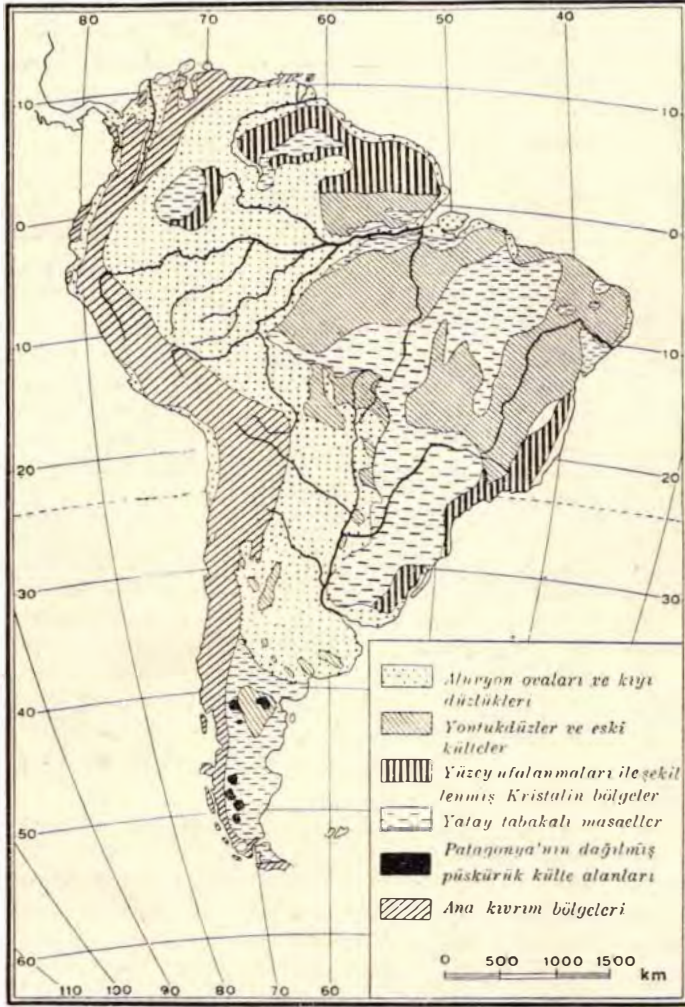 80 70 60 50 40
10 10
0 0
10 10
20 20
30 30
40
50
60
110 100 90 80 70 60
Aluvyon ovaları ve kıyı
düzlükleri
Yontukdüzler ve eski
kütleler
Yüzey ufalanmaları ile şekil
lenmiş Kristalin bölgeler
Yatay tabakalı masaeller
Patagonya'nın dağılmış
püskürük külte alanları
Ana kıvrım bölgeleri
0 500 1000 1500
km